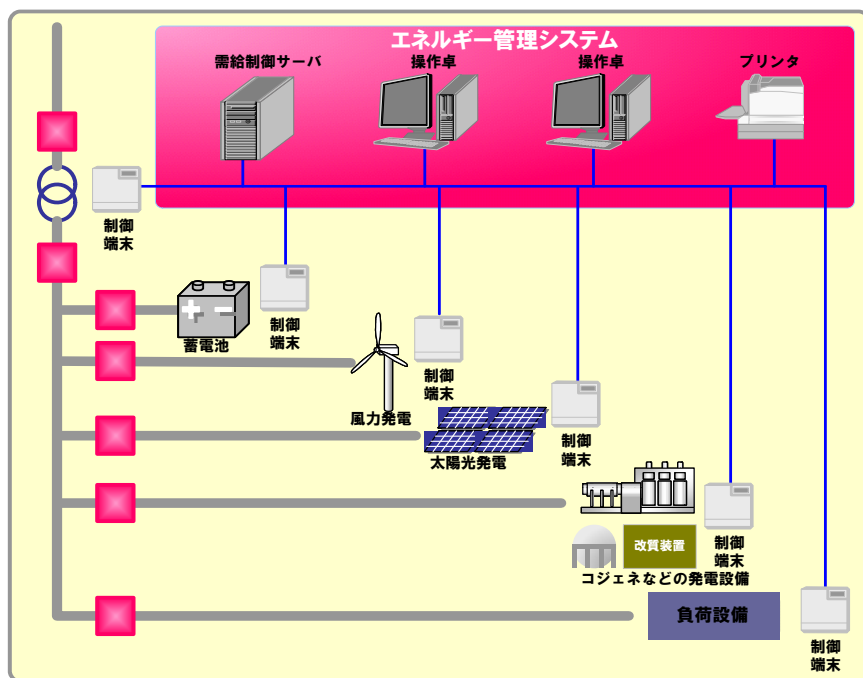 エネルギー管理システム
需給制御サーバ
操作卓
操作卓
プリンタ
制御
端末
制御
端末
蓄電池
制御
端末
風力発電
制御
端末
太陽光発電
改質装置
制御
端末
コジェネなどの発電設備
負荷設備
制御
端末